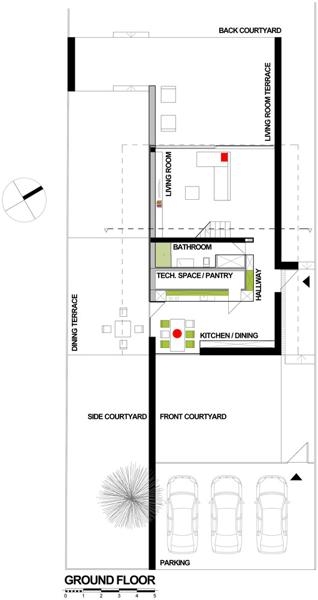 BACK COURTYARD
LIVING ROOM TERRACE
LIVING ROOM
BATHROOM
TECH. SPACE / PANTRY
HALLWAY
DINING TERRACE
KITCHEN / DINING
SIDE COURTYARD
FRONT COURTYARD
PARKING
GROUND FLOOR
0 1 2 3 4 5